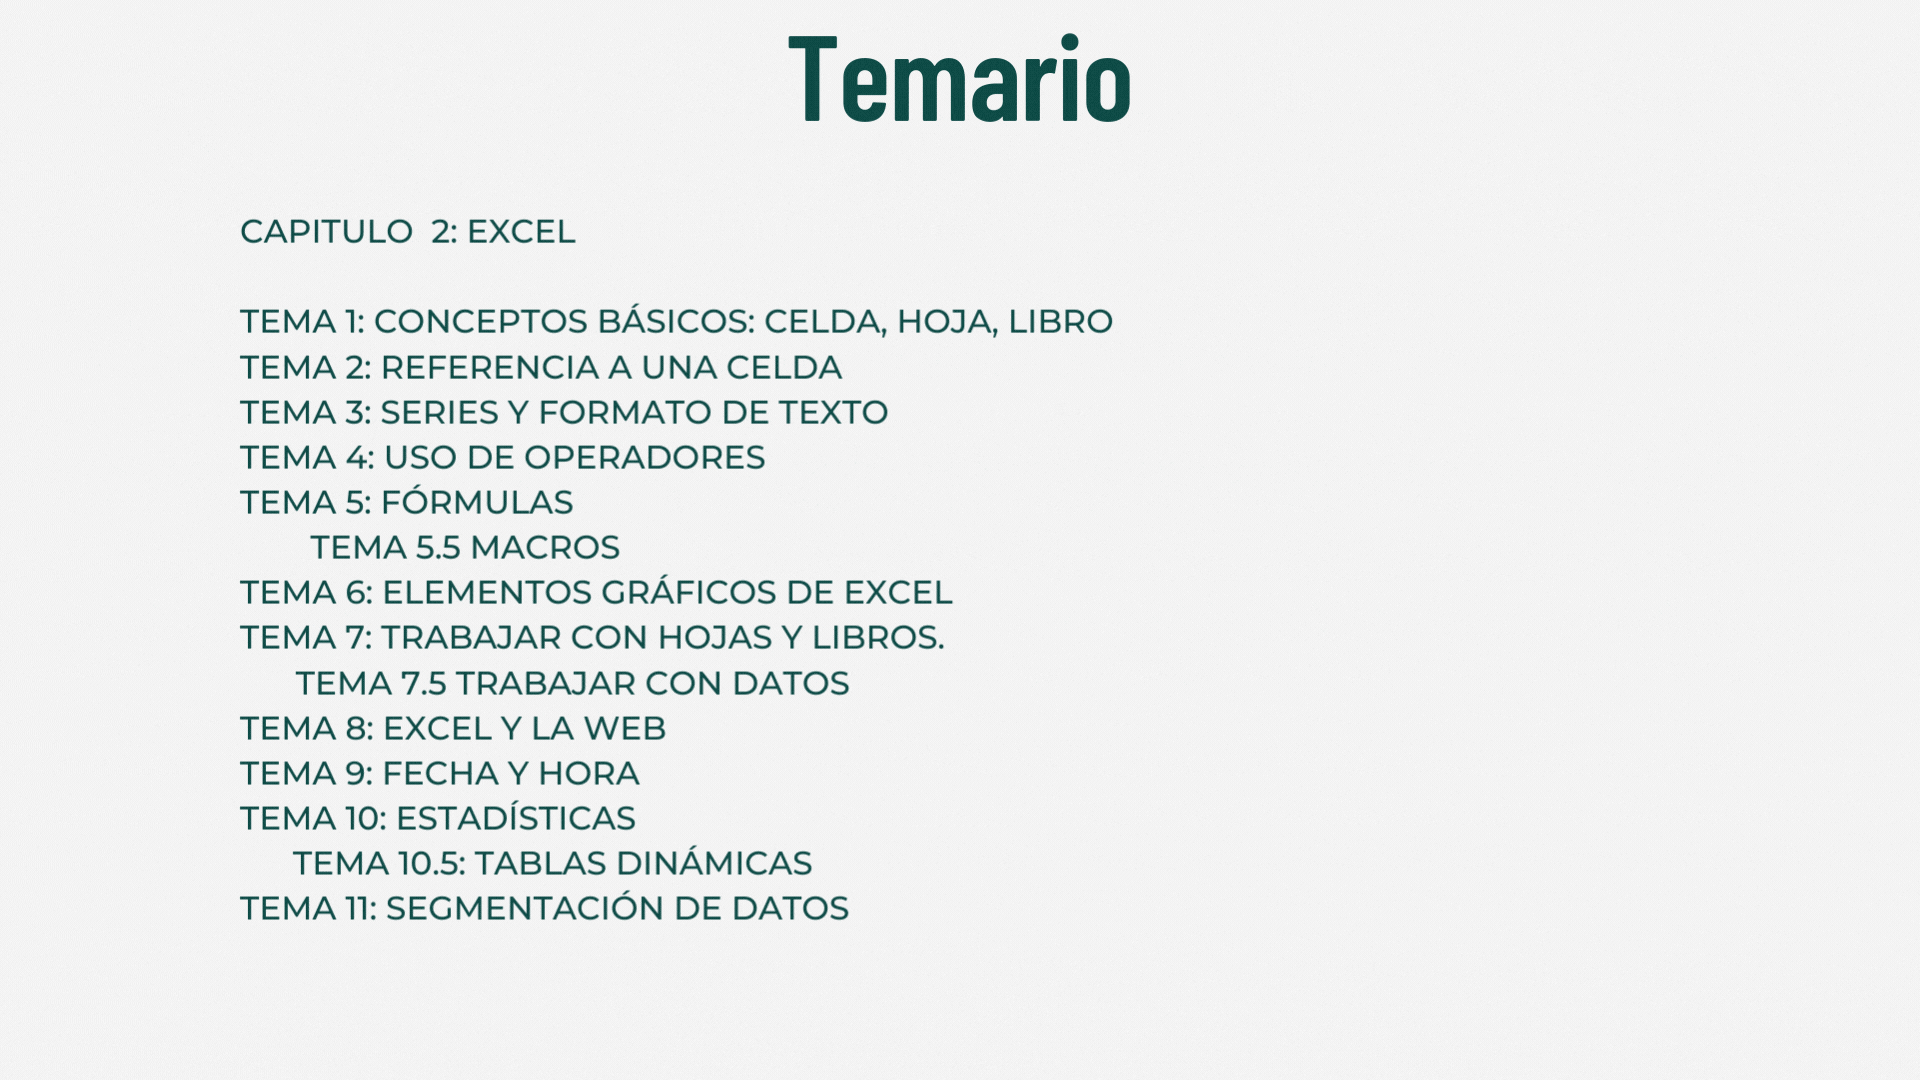 Temario
CAPITULO  2: EXCEL
TEMA 1: CONCEPTOS BÁSICOS: CELDA, HOJA, LIBRO
TEMA 2: REFERENCIA A UNA CELDA
TEMA 3: SERIES Y FORMATO DE TEXTO
TEMA 4: USO DE OPERADORES
TEMA 5: FÓRMULAS
TEMA 5.5 MACROS
TEMA 6: ELEMENTOS GRÁFICOS DE EXCEL
TEMA 7: TRABAJAR CON HOJAS Y LIBROS.
TEMA 7.5 TRABAJAR CON DATOS
TEMA 8: EXCEL Y LA WEB
TEMA 9: FECHA Y HORA
TEMA 10: ESTADÍSTICAS
TEMA 10.5: TABLAS DINÁMICAS
TEMA 11: SEGMENTACIÓN DE DATOS